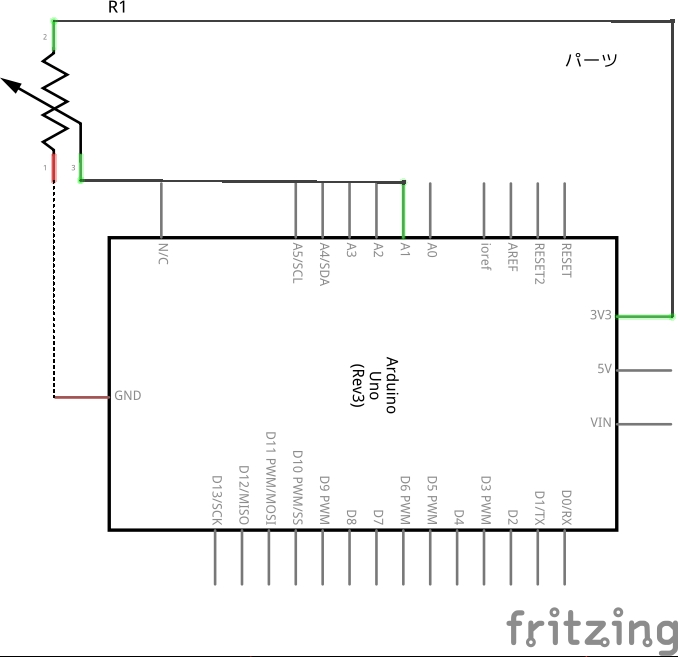 R1
2
パーツ
1
3
N/C
A5/SCL
A4/SDA
A3
A2
A1
A0
ioref
AREF
RESET2
RESET
3V3
5V
VIN
GND
Arduino
Uno
(Rev3)
D13/SCK
D12/MISO
D11 PWM/MOSI
D10 PWM/SS
D9 PWM
D8
D7
D6 PWM
D5 PWM
D4
D3 PWM
D2
D1/TX
D0/RX
fritzing